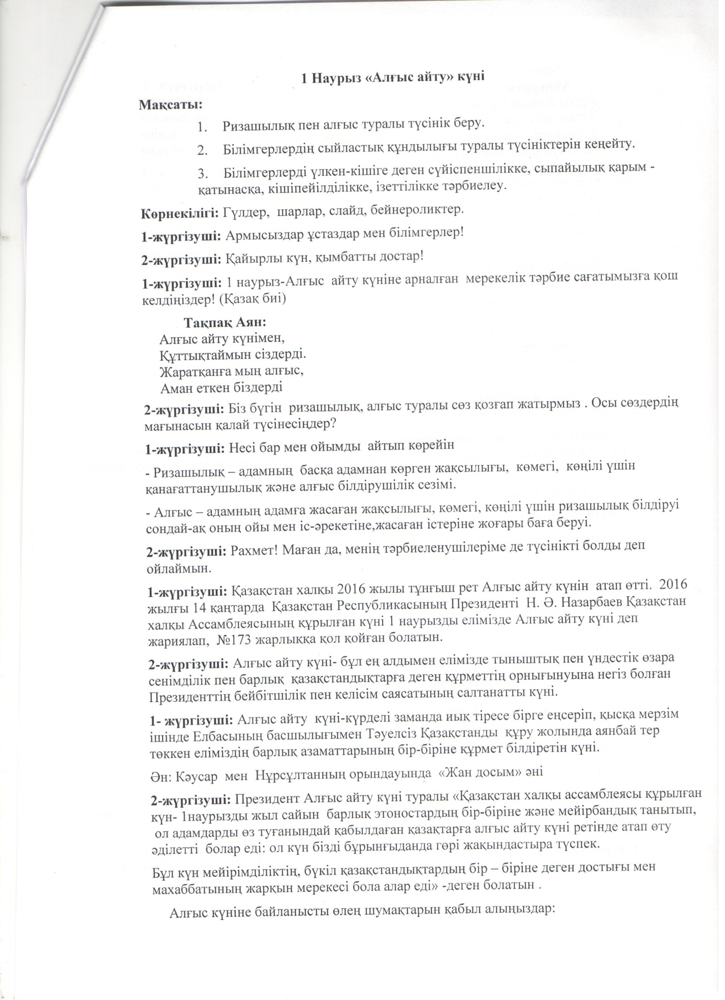 1 Наурыз «Алғыс айту» күні
Мақсаты:
1. Ризашылық пен алғыс туралы түсінік беру.
2. Білімгерлердің сыйластық құндылығы туралы түсініктерін кеңейту.
3. Білімгерлерді үлкен-кішіге деген сүйіспеншілікке, сыпайылық қарым -
қатынасқа, кішіпейілділікке, ізеттілікке тәрбиелеу.
Көрнекілігі: Гүлдер, шарлар, слайд, бейнероликтер.
1-жүргізуші: Армысыздар ұстаздар мен білімгерлер!
2-жүргізуші: Қайырлы күн, қымбатты достар!
1-жүргізуші: 1 наурыз-Алғыс айту күніне арналған мерекелік тәрбие сағатымызға қош
келдіңіздер! (Қазақ биі)
Тақпақ Аян:
Алғыс айту күнімен,
Құттықтаймын сіздерді.
Жаратқанға мың алғыс,
Аман еткен біздерді
2-жүргізуші: Біз бүгін ризашылық, алғыс туралы сөз қозғап жатырмыз . Осы сөздердің
мағынасын қалай түсінесіңдер?
1-жүргізуші: Несі бар мен ойымды айтып көрейін
- Ризашылық – адамның басқа адамнан көрген жақсылығы, көмегі, көңілі үшін
қанағаттанушылық және алғыс білдірушілік сезімі.
- Алғыс – адамның адамға жасаған жақсылығы, көмегі, көңілі үшін ризашылық білдіруі
сондай-ақ оның ойы мен іс-әрекетіне,жасаған істеріне жоғары баға беруі.
2-жүргізуші: Рахмет! Маған да, менің тәрбиеленушілеріме де түсінікті болды деп
ойлаймын.
1-жүргізуші: Қазақстан халқы 2016 жылы тұнғыш рет Алғыс айту күнін атап өтті. 2016
жылғы 14 қаңтарда Қазақстан Республикасының Президенті Н. Ә. Назарбаев Қазақстан
халқы Ассамблеясының құрылған күні 1 наурызды елімізде Алғыс айту күні деп
жариялап, №173 жарлыққа қол қойған болатын.
2-жүргізуші: Алғыс айту күні- бұл ең алдымен елімізде тыныштық пен үндестік өзара
сенімділік пен барлық қазақстандықтарға деген құрметтің орнығынуына негіз болған
Президенттің бейбітшілік пен келісім саясатының салтанатты күні.
1- жүргізуші: Алғыс айту күні-күрделі заманда иық тіресе бірге еңсеріп, қысқа мерзім
ішінде Елбасының басшылығымен Тәуелсіз Қазақстанды құру жолында аянбай тер
төккен еліміздің барлық азаматтарының бір-біріне құрмет білдіретін күні.
Ән: Кәусар мен Нұрсұлтанның орындауында «Жан досым» әні
2-жүргізуші: Президент Алғыс айту күні туралы «Қазақстан халқы ассамблеясы құрылған
күн- 1наурызды жыл сайын барлық этоностардың бір-біріне және мейірбандық танытып,
ол адамдарды өз туғанындай қабылдаған қазақтарға алғыс айту күні ретінде атап өту
әділетті болар еді: ол күн бізді бұрынғыданда гөрі жақындастыра түспек.
Бұл күн мейірімділіктің, бүкіл қазақстандықтардың бір – біріне деген достығы мен
махаббатының жарқын мерекесі бола алар еді» -деген болатын .
Алғыс күніне байланысты өлең шумақтарын қабыл алыңыздар: